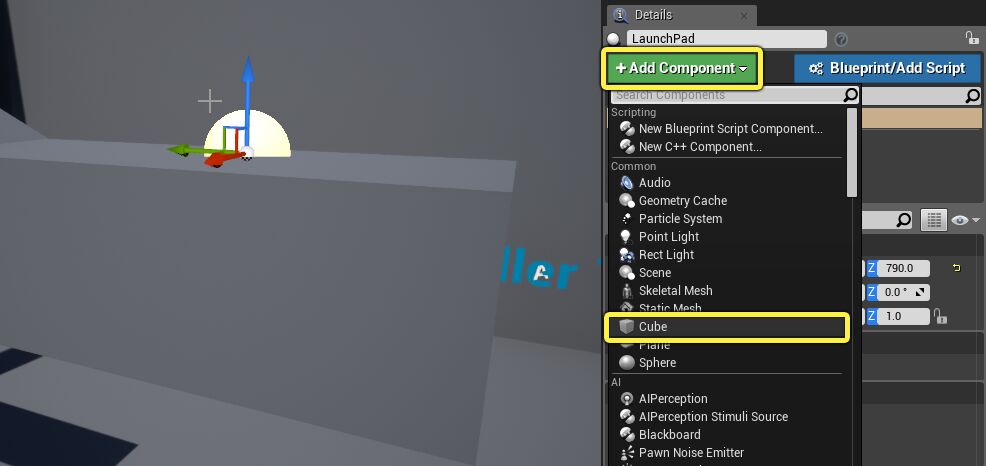 Details
LaunchPad
+Add Component
Blueprint/Add Script
Search Components
Scripting
New Blueprint Script Component...
New C++ Component...
Common
Audio
Geometry Cache
Particle System
Point Light
Rect Light
Scene
Skeletal Mesh
Static Mesh
Cube
Plane
Sphere
AI
AIPerception
AIPerception Stimuli Source
Blackboard
Pawn Noise Emitter
Z 790.0
Z 0.0 °
Z 1.0
ller